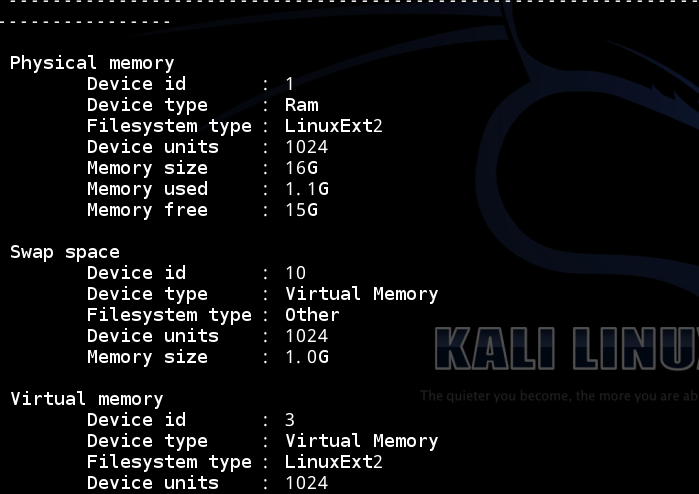 Physical memory
Device id : 1
Device type : Ram
Filesystem type : LinuxExt2
Device units : 1024
Memory size : 16G
Memory used : 1.1G
Memory free : 15G
Swap space
Device id : 10
Device type : Virtual Memory
Filesystem type : Other
Device units : 1024
Memory size : 1.0G
KALI LINUX
The quieter you become, the more you are ab
Virtual memory
Device id : 3
Device type : Virtual Memory
Filesystem type : LinuxExt2
Device units : 1024